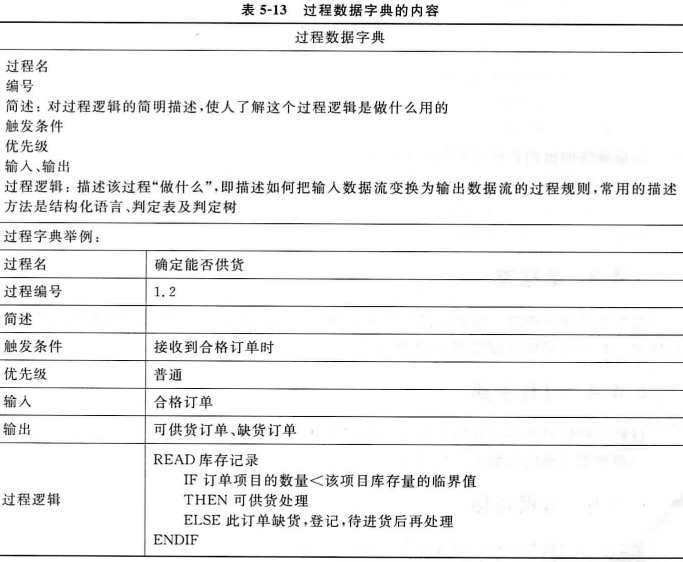 表 5-13 过程数据字典的内容
过程数据字典
过程名
编号
简述：对过程逻辑的简明描述,使人了解这个过程逻辑是做什么用的
触发条件
优先级
输入、输出
过程逻辑：描述该过程“做什么”,即描述如何把输入数据流变换为输出数据流的过程规则,常用的描述
方法是结构化语言、判定表及判定树
过程字典举例：
过程名 确定能否供货
过程编号 1.2
简述
触发条件 接收到合格订单时
优先级 普通
输入 合格订单
输出 可供货订单、缺货订单
过程逻辑 READ 库存记录
IF 订单项目的数量<该项目库存量的临界值
THEN 可供货处理
ELSE 此订单缺货,登记,待进货后再处理
ENDIF